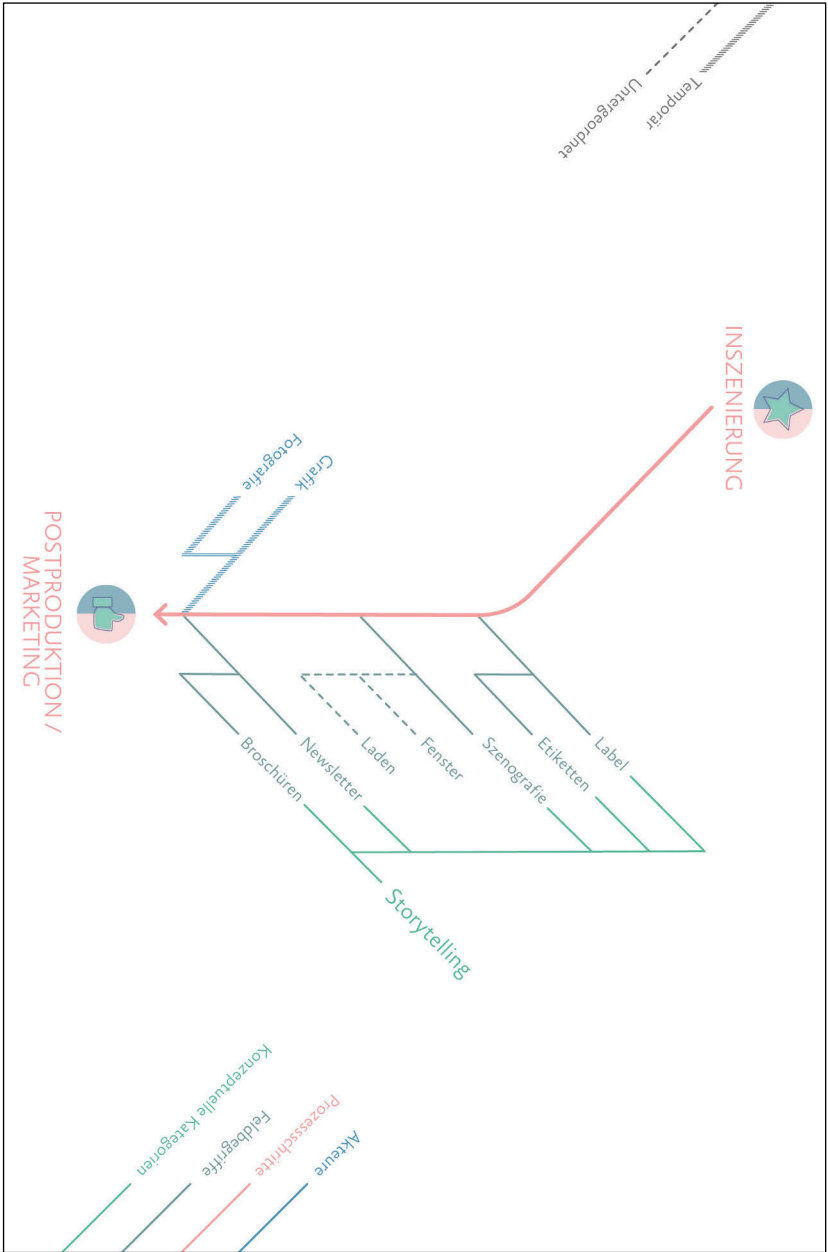 Temporär
Untergeordnet
INSZENIERUNG
Grafik
Fotografie
POSTPRODUKTION /
MARKETING
Label
Etiketten
Szenografie
Fenster
Laden
Newsletter
Broschüren
Storytelling
Akteure
Prozessschritte
Feldbegriffe
Konzeptuelle Kategorien